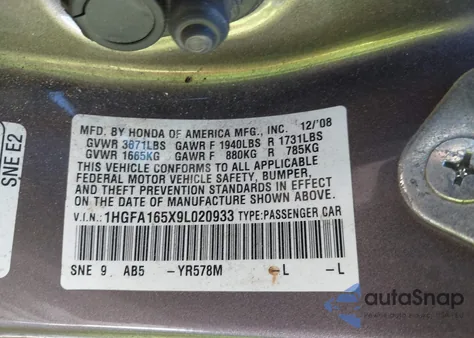 SNE E2
MFD. BY HONDA OF AMERICA MFG., INC. 12/'08
GVWR 3671LBS GAWR F 1940LBS R 1731LBS
GVWR 1665KG GAWR F 880KG R 785KG
THIS VEHICLE CONFORMS TO ALL APPLICABLE
FEDERAL MOTOR VEHICLE SAFETY, BUMPER,
AND THEFT PREVENTION STANDARDS IN EFFECT
ON THE DATE OF MANUFACTURE SHOWN ABOVE.
V.I.N.: 1HGFA165X9L020933 TYPE:PASSENGER CAR
SNE 9 AB5 -YR578M -L -L
autoSnap